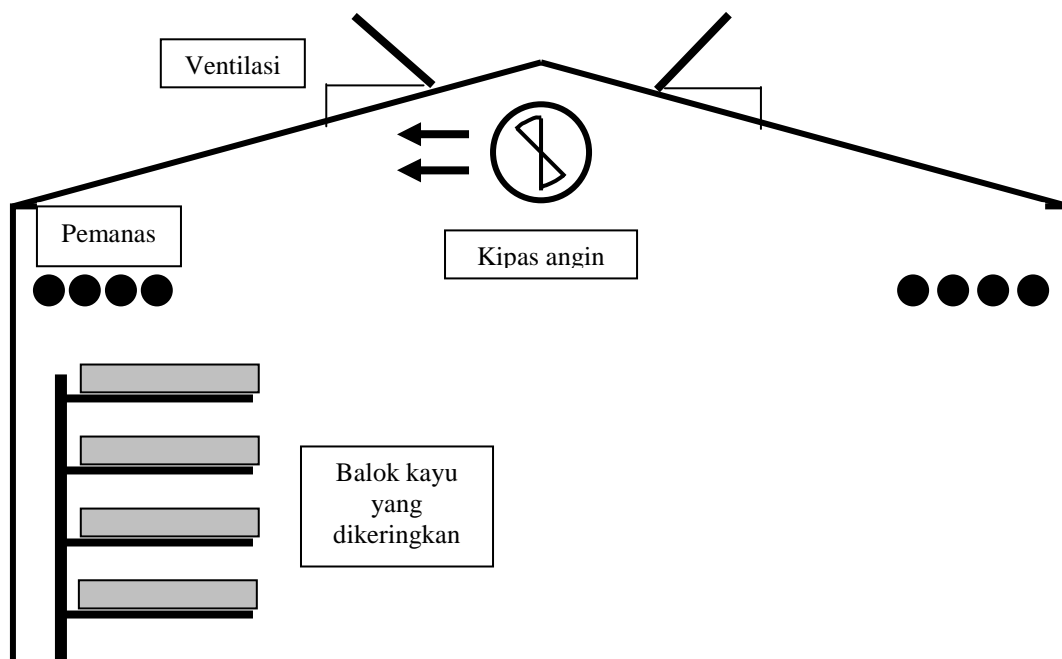 Ventilasi
Pemanas
Kipas angin
Balok kayu
yang
dikeringkan